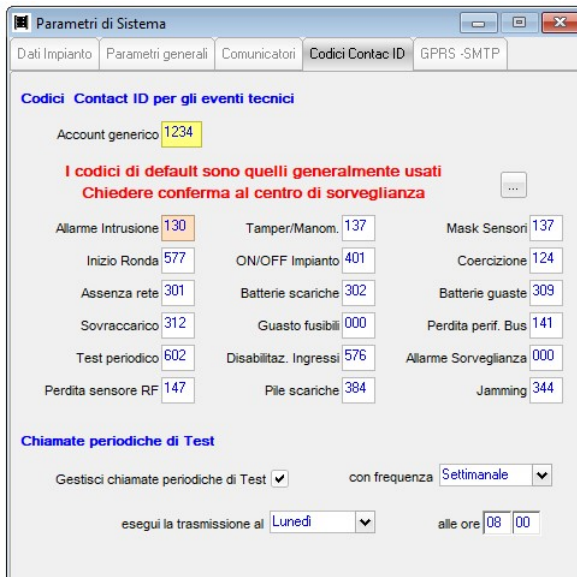 Parametri di Sistema
Dati Impianto Parametri generali Comunicatori Codici Contac ID GPRS -SMTP
Codici Contact ID per gli eventi tecnici
Account generico 1234
I codici di default sono quelli generalmente usati
Chiedere conferma al centro di sorveglianza
...
Allarme Intrusione 130 Tamper/Manom. 137 Mask Sensori 137
Inizio Ronda 577 ON/OFF Impianto 401 Coercizione 124
Assenza rete 301 Batterie scariche 302 Batterie guaste 309
Sovraccarico 312 Guasto fusibili 000 Perdita perif. Bus 141
Test periodico 602 Disabilitaz. Ingressi 576 Allarme Sorveglianza 000
Perdita sensore RF 147 Pile scariche 384 Jamming 344
Chiamate periodiche di Test
Gestisci chiamate periodiche di Test con frequenza Settimanale
esegui la trasmissione al Lunedì alle ore 08 00